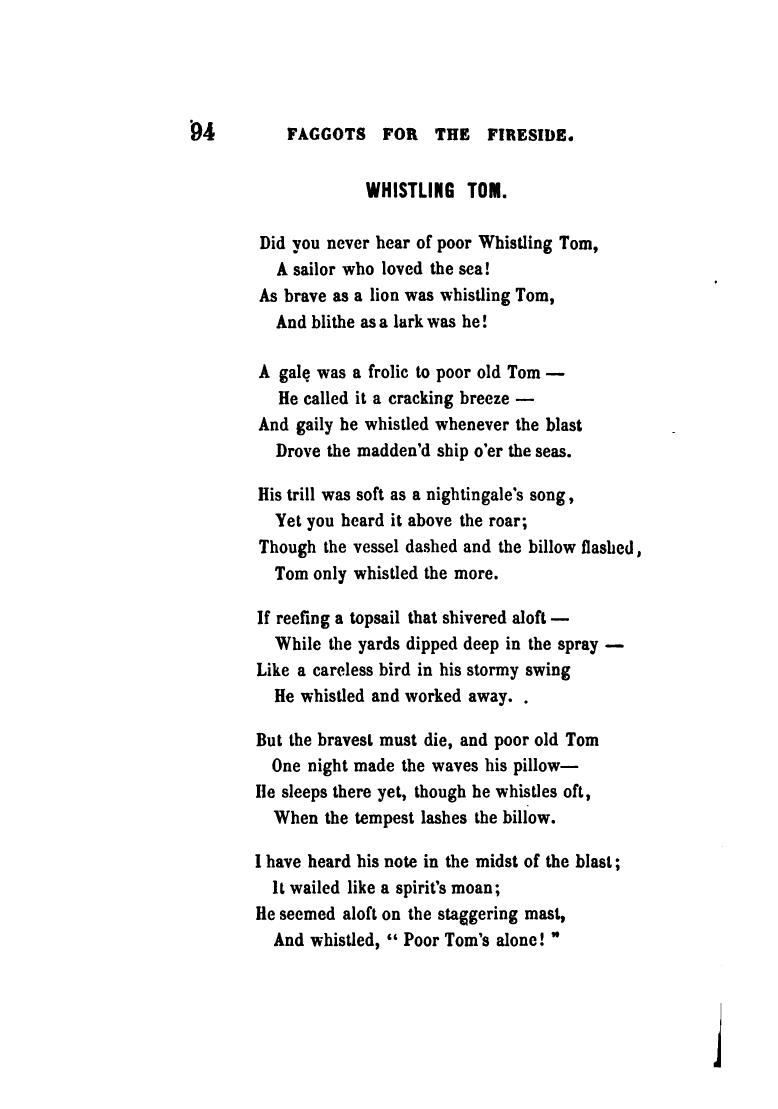 94 FAGGOTS FOR THE FIRESIDE.
WHISTLING TOM.
Did you never hear of poor Whistling Tom,
A sailor who loved the sea!
As brave as a lion was whistling Tom,
And blithe as a lark was he!
A gale was a frolic to poor old Tom —
He called it a cracking breeze —
And gaily he whistled whenever the blast
Drove the madden'd ship o'er the seas.
His trill was soft as a nightingale's song,
Yet you heard it above the roar;
Though the vessel dashed and the billow flashed,
Tom only whistled the more.
If reefing a topsail that shivered aloft —
While the yards dipped deep in the spray —
Like a careless bird in his stormy swing
He whistled and worked away. .
But the bravest must die, and poor old Tom
One night made the waves his pillow—
He sleeps there yet, though he whistles oft,
When the tempest lashes the billow.
I have heard his note in the midst of the blast;
It wailed like a spirit's moan;
He seemed aloft on the staggering mast,
And whistled, “ Poor Tom's alone! ”